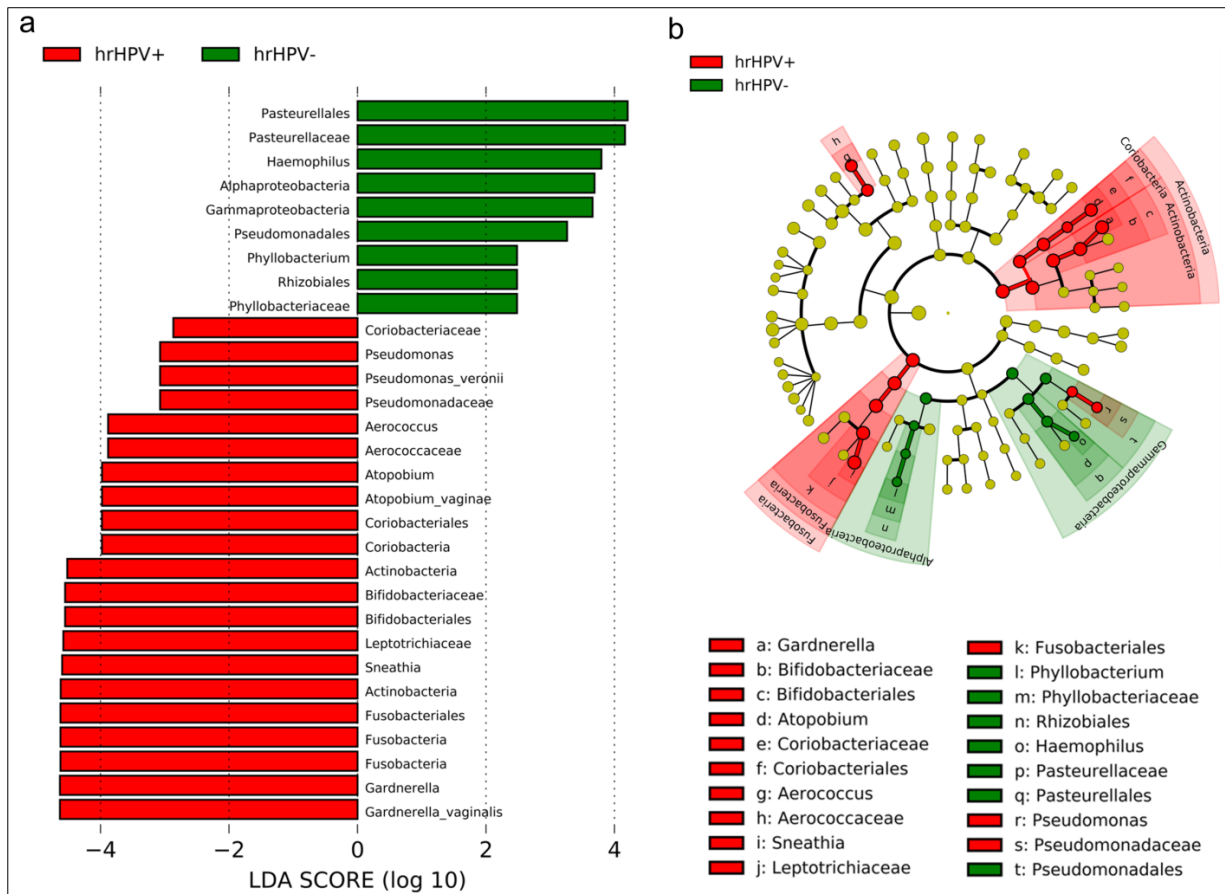 a
hrHPV+ hrHPV-
Pasteurellales
Pasteurellaceae
Haemophilus
Alphaproteobacteria
Gammaproteobacteria
Pseudomonadales
Phyllobacterium
Rhizobiales
Phyllobacteriaceae
Coriobacteriaceae
Pseudomonas
Pseudomonas_veronii
Pseudomonadaceae
Aerococcus
Aerococcaceae
Atopobium
Atopobium_vaginae
Coriobacteriales
Coriobacteria
Actinobacteria
Bifidobacteriaceae
Bifidobacteriales
Leptotrichiaceae
Sneathia
Actinobacteria
Fusobacteriales
Fusobacteria
Fusobacteria
Gardnerella
Gardnerella_vaginalis
−4 −2 0 2 4
LDA SCORE (log 10)
b
hrHPV+
hrHPV-
h
g
Coriobacteria
Actinobacteria
Actinobacteria
f
e
d
c
b
a
r
s
t
o
p
q
Gammaproteobacteria
l
m
n
Alphaproteobacteria
i
j
k
Fusobacteria
Fusobacteria
a: Gardnerella
b: Bifidobacteriaceae
c: Bifidobacteriales
d: Atopobium
e: Coriobacteriaceae
f: Coriobacteriales
g: Aerococcus
h: Aerococcaceae
i: Sneathia
j: Leptotrichiaceae
k: Fusobacteriales
l: Phyllobacterium
m: Phyllobacteriaceae
n: Rhizobiales
o: Haemophilus
p: Pasteurellaceae
q: Pasteurellales
r: Pseudomonas
s: Pseudomonadaceae
t: Pseudomonadales